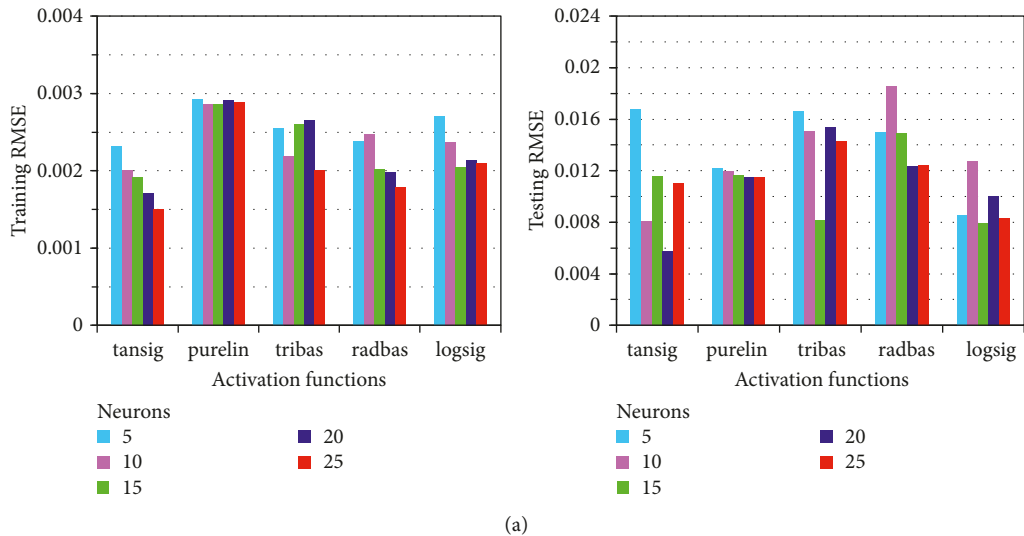 Training RMSE
0.004
0.003
0.002
0.001
0
tansig purelin tribas radbas logsig
Activation functions
Neurons
5
10
15
20
25
Testing RMSE
0.024
0.02
0.016
0.012
0.008
0.004
0
tansig purelin tribas radbas logsig
Activation functions
Neurons
5
10
15
20
25
(a)